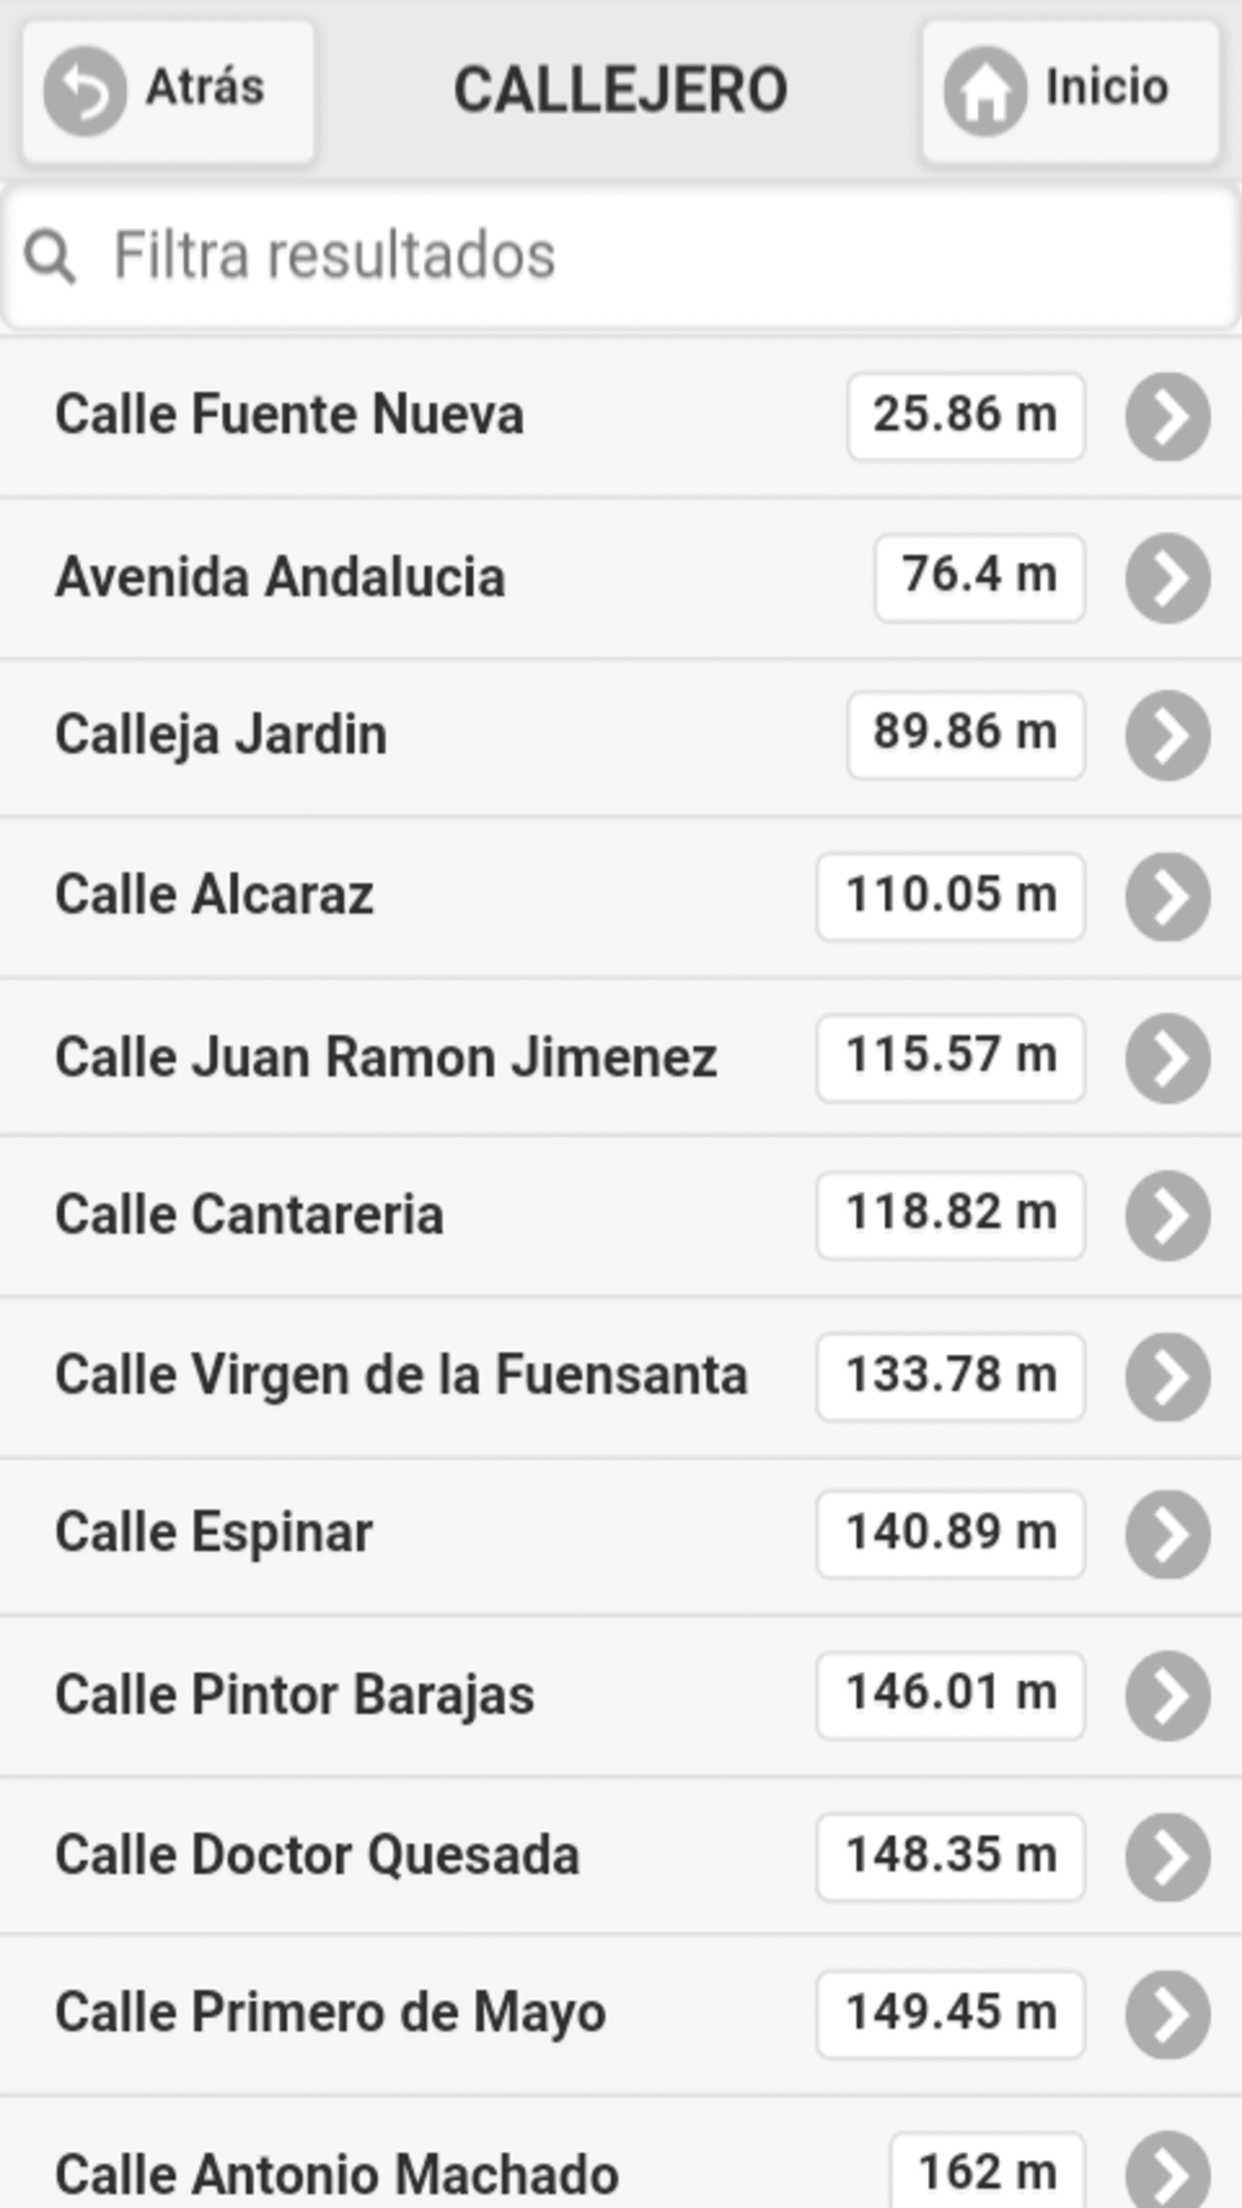 Atrás CALLEJERO Inicio
Filtra resultados
Calle Fuente Nueva 25.86 m
Avenida Andalucia 76.4 m
Calleja Jardin 89.86 m
Calle Alcaraz 110.05 m
Calle Juan Ramon Jimenez 115.57 m
Calle Cantareria 118.82 m
Calle Virgen de la Fuensanta 133.78 m
Calle Espinar 140.89 m
Calle Pintor Barajas 146.01 m
Calle Doctor Quesada 148.35 m
Calle Primero de Mayo 149.45 m
Calle Antonio Machado 162 m